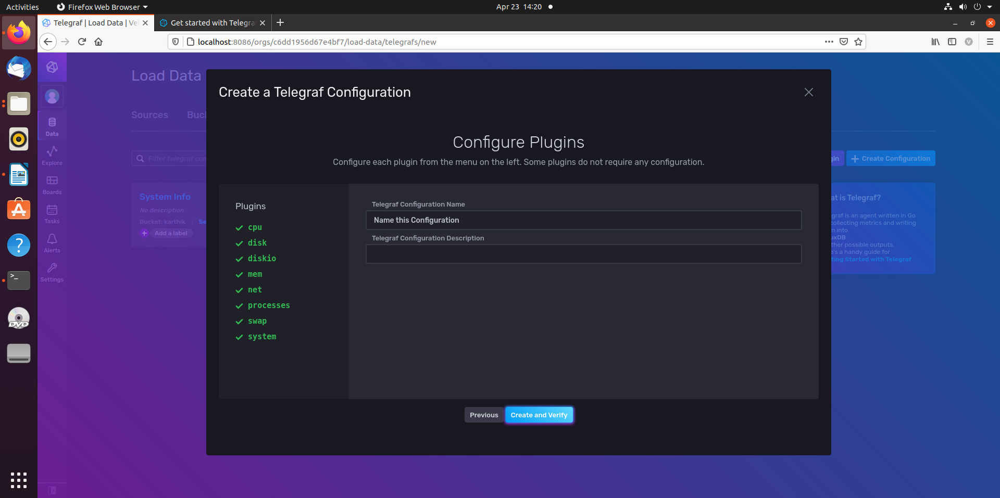 Activities
Firefox Web Browser
Apr 23 14:20
Telegraf | Load Data | Ve
Get started with Telegra
localhost:8086/orgs/c6dd1956d67e4bf7/load-data/telegrafs/new
V
Load Data
Create a Telegraf Configuration
Sources
Data
Explore
Boards
Tasks
Alerts
Settings
Filter telegraf con
Create Configuration
System Info
No description
Bucket: karthik
Add a label
Configure Plugins
Configure each plugin from the menu on the left. Some plugins do not require any configuration.
Plugins
cpu
disk
diskio
mem
net
processes
swap
system
Telegraf Configuration Name
Name this Configuration
Telegraf Configuration Description
Previous
Create and Verify
at is Telegraf?
graf is an agent written in Go
collecting metrics and writing
m into
uxDB
ther possible outputs.
e's a handy guide for
ting Started with Telegraf
>_
?
DVD